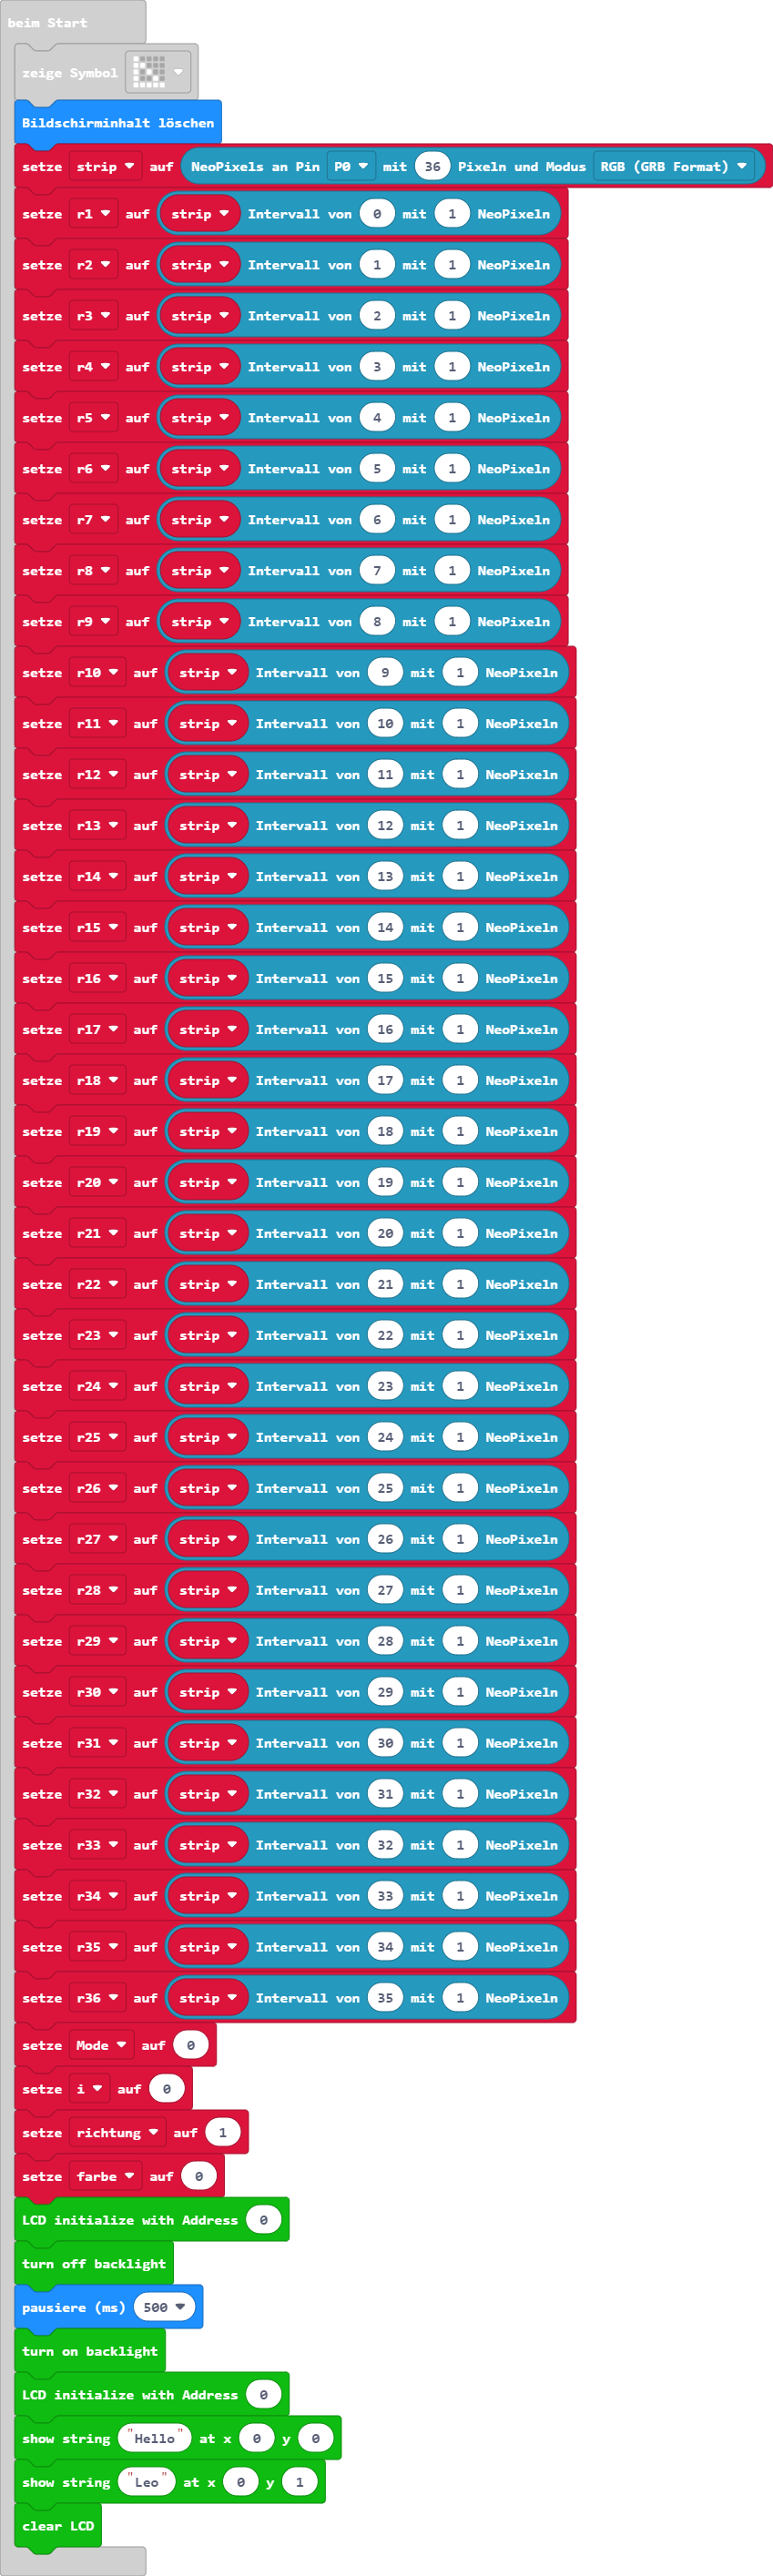 beim Start
zeige Symbol
Bildschirminhalt löschen
setze strip auf NeoPixels an Pin P0 mit 36 Pixeln und Modus RGB (GRB Format)
setze r1 auf strip Intervall von 0 mit 1 NeoPixeln
setze r2 auf strip Intervall von 1 mit 1 NeoPixeln
setze r3 auf strip Intervall von 2 mit 1 NeoPixeln
setze r4 auf strip Intervall von 3 mit 1 NeoPixeln
setze r5 auf strip Intervall von 4 mit 1 NeoPixeln
setze r6 auf strip Intervall von 5 mit 1 NeoPixeln
setze r7 auf strip Intervall von 6 mit 1 NeoPixeln
setze r8 auf strip Intervall von 7 mit 1 NeoPixeln
setze r9 auf strip Intervall von 8 mit 1 NeoPixeln
setze r10 auf strip Intervall von 9 mit 1 NeoPixeln
setze r11 auf strip Intervall von 10 mit 1 NeoPixeln
setze r12 auf strip Intervall von 11 mit 1 NeoPixeln
setze r13 auf strip Intervall von 12 mit 1 NeoPixeln
setze r14 auf strip Intervall von 13 mit 1 NeoPixeln
setze r15 auf strip Intervall von 14 mit 1 NeoPixeln
setze r16 auf strip Intervall von 15 mit 1 NeoPixeln
setze r17 auf strip Intervall von 16 mit 1 NeoPixeln
setze r18 auf strip Intervall von 17 mit 1 NeoPixeln
setze r19 auf strip Intervall von 18 mit 1 NeoPixeln
setze r20 auf strip Intervall von 19 mit 1 NeoPixeln
setze r21 auf strip Intervall von 20 mit 1 NeoPixeln
setze r22 auf strip Intervall von 21 mit 1 NeoPixeln
setze r23 auf strip Intervall von 22 mit 1 NeoPixeln
setze r24 auf strip Intervall von 23 mit 1 NeoPixeln
setze r25 auf strip Intervall von 24 mit 1 NeoPixeln
setze r26 auf strip Intervall von 25 mit 1 NeoPixeln
setze r27 auf strip Intervall von 26 mit 1 NeoPixeln
setze r28 auf strip Intervall von 27 mit 1 NeoPixeln
setze r29 auf strip Intervall von 28 mit 1 NeoPixeln
setze r30 auf strip Intervall von 29 mit 1 NeoPixeln
setze r31 auf strip Intervall von 30 mit 1 NeoPixeln
setze r32 auf strip Intervall von 31 mit 1 NeoPixeln
setze r33 auf strip Intervall von 32 mit 1 NeoPixeln
setze r34 auf strip Intervall von 33 mit 1 NeoPixeln
setze r35 auf strip Intervall von 34 mit 1 NeoPixeln
setze r36 auf strip Intervall von 35 mit 1 NeoPixeln
setze Mode auf 0
setze i auf 0
setze richtung auf 1
setze farbe auf 0
LCD initialize with Address 0
turn off backlight
pausiere (ms) 500
turn on backlight
LCD initialize with Address 0
show string "Hello" at x 0 y 0
show string "Leo" at x 0 y 1
clear LCD